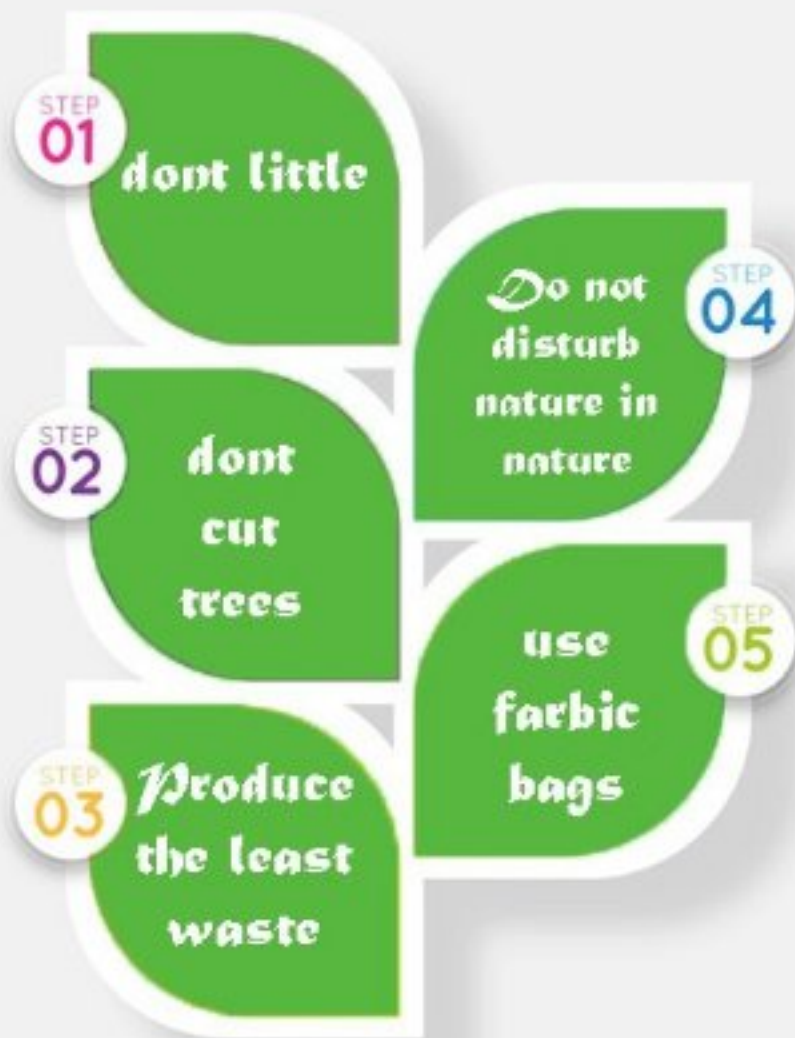 STEP
01
dont little
STEP
02
dont
cut
trees
STEP
03
Produce
the least
waste
STEP
04
Do not
disturb
nature in
nature
STEP
05
use
farbic
bags